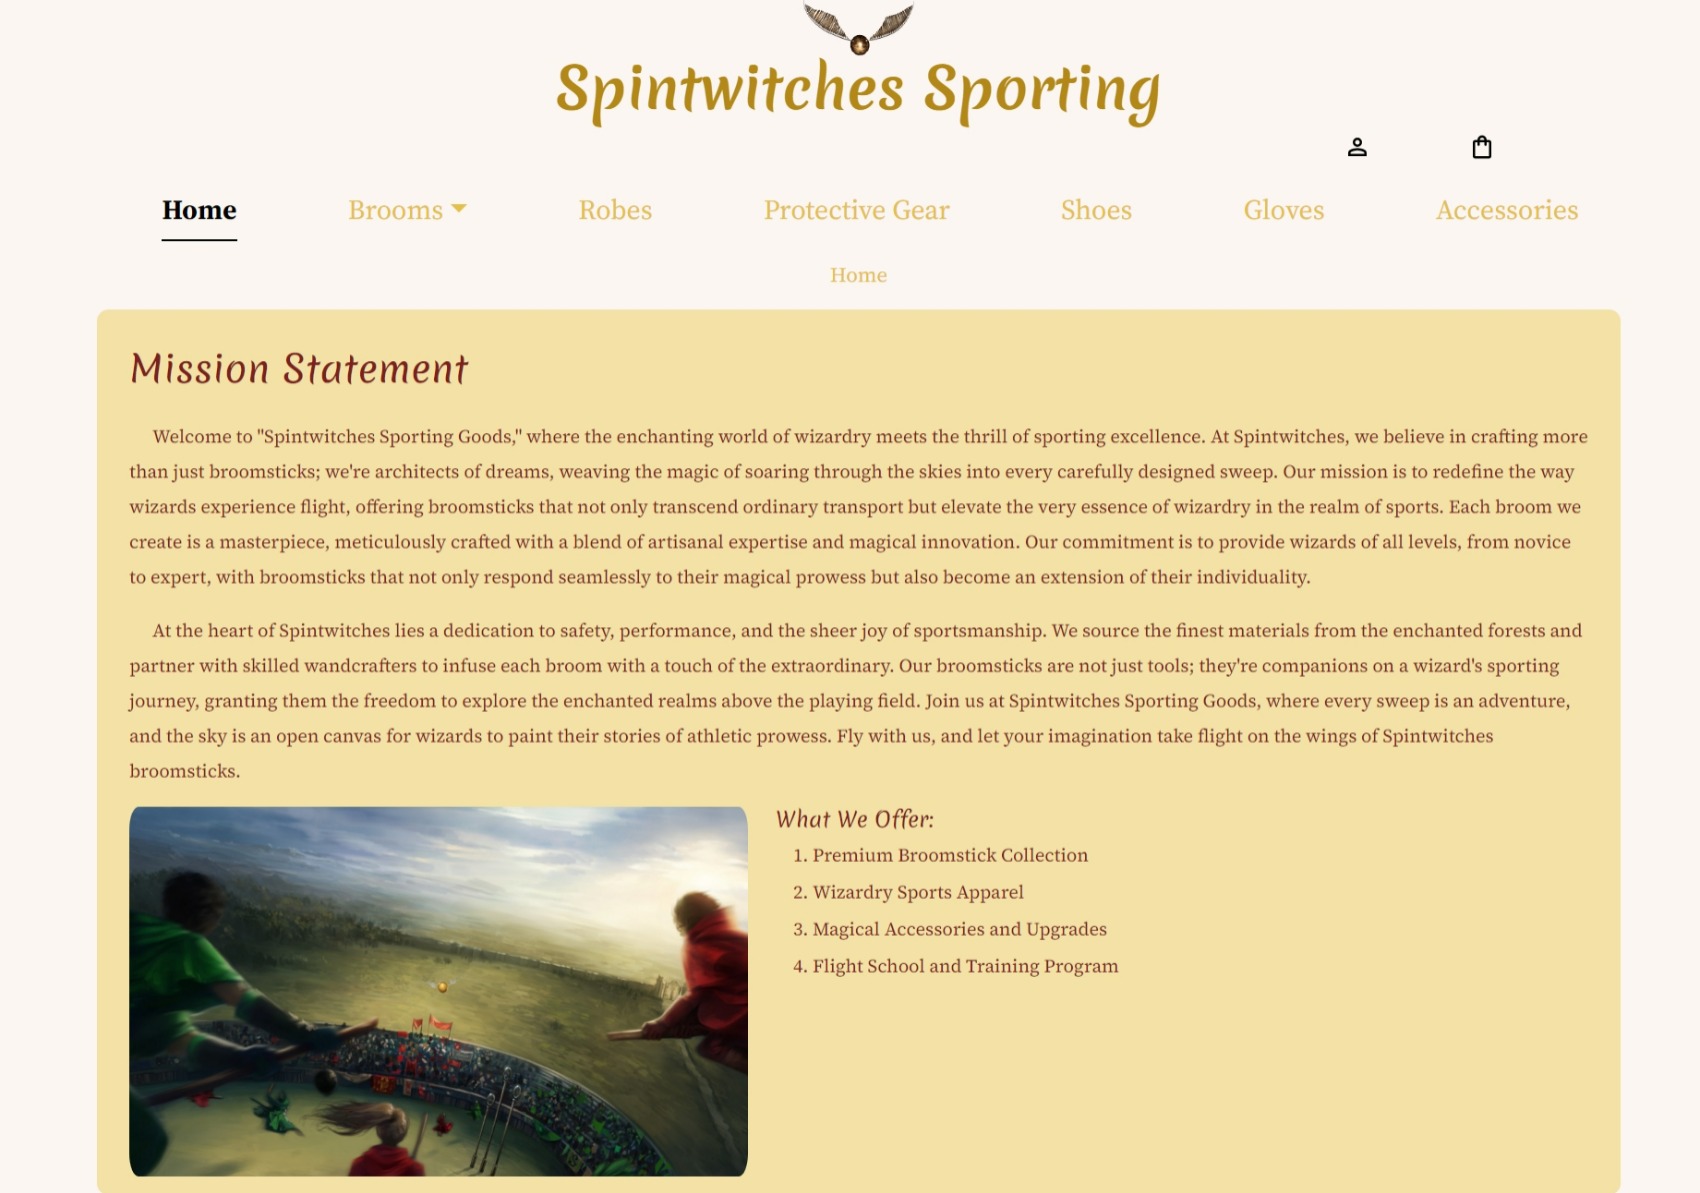 Spintwitches Sporting
Home Brooms Robes Protective Gear Shoes Gloves Accessories
Home
Mission Statement
Welcome to "Spintwitches Sporting Goods," where the enchanting world of wizardry meets the thrill of sporting excellence. At Spintwitches, we believe in crafting more
than just broomsticks; we're architects of dreams, weaving the magic of soaring through the skies into every carefully designed sweep. Our mission is to redefine the way
wizards experience flight, offering broomsticks that not only transcend ordinary transport but elevate the very essence of wizardry in the realm of sports. Each broom we
create is a masterpiece, meticulously crafted with a blend of artisanal expertise and magical innovation. Our commitment is to provide wizards of all levels, from novice
to expert, with broomsticks that not only respond seamlessly to their magical prowess but also become an extension of their individuality.
At the heart of Spintwitches lies a dedication to safety, performance, and the sheer joy of sportsmanship. We source the finest materials from the enchanted forests and
partner with skilled wandcrafters to infuse each broom with a touch of the extraordinary. Our broomsticks are not just tools; they're companions on a wizard's sporting
journey, granting them the freedom to explore the enchanted realms above the playing field. Join us at Spintwitches Sporting Goods, where every sweep is an adventure,
and the sky is an open canvas for wizards to paint their stories of athletic prowess. Fly with us, and let your imagination take flight on the wings of Spintwitches
broomsticks.
What We Offer:
1. Premium Broomstick Collection
2. Wizardry Sports Apparel
3. Magical Accessories and Upgrades
4. Flight School and Training Program